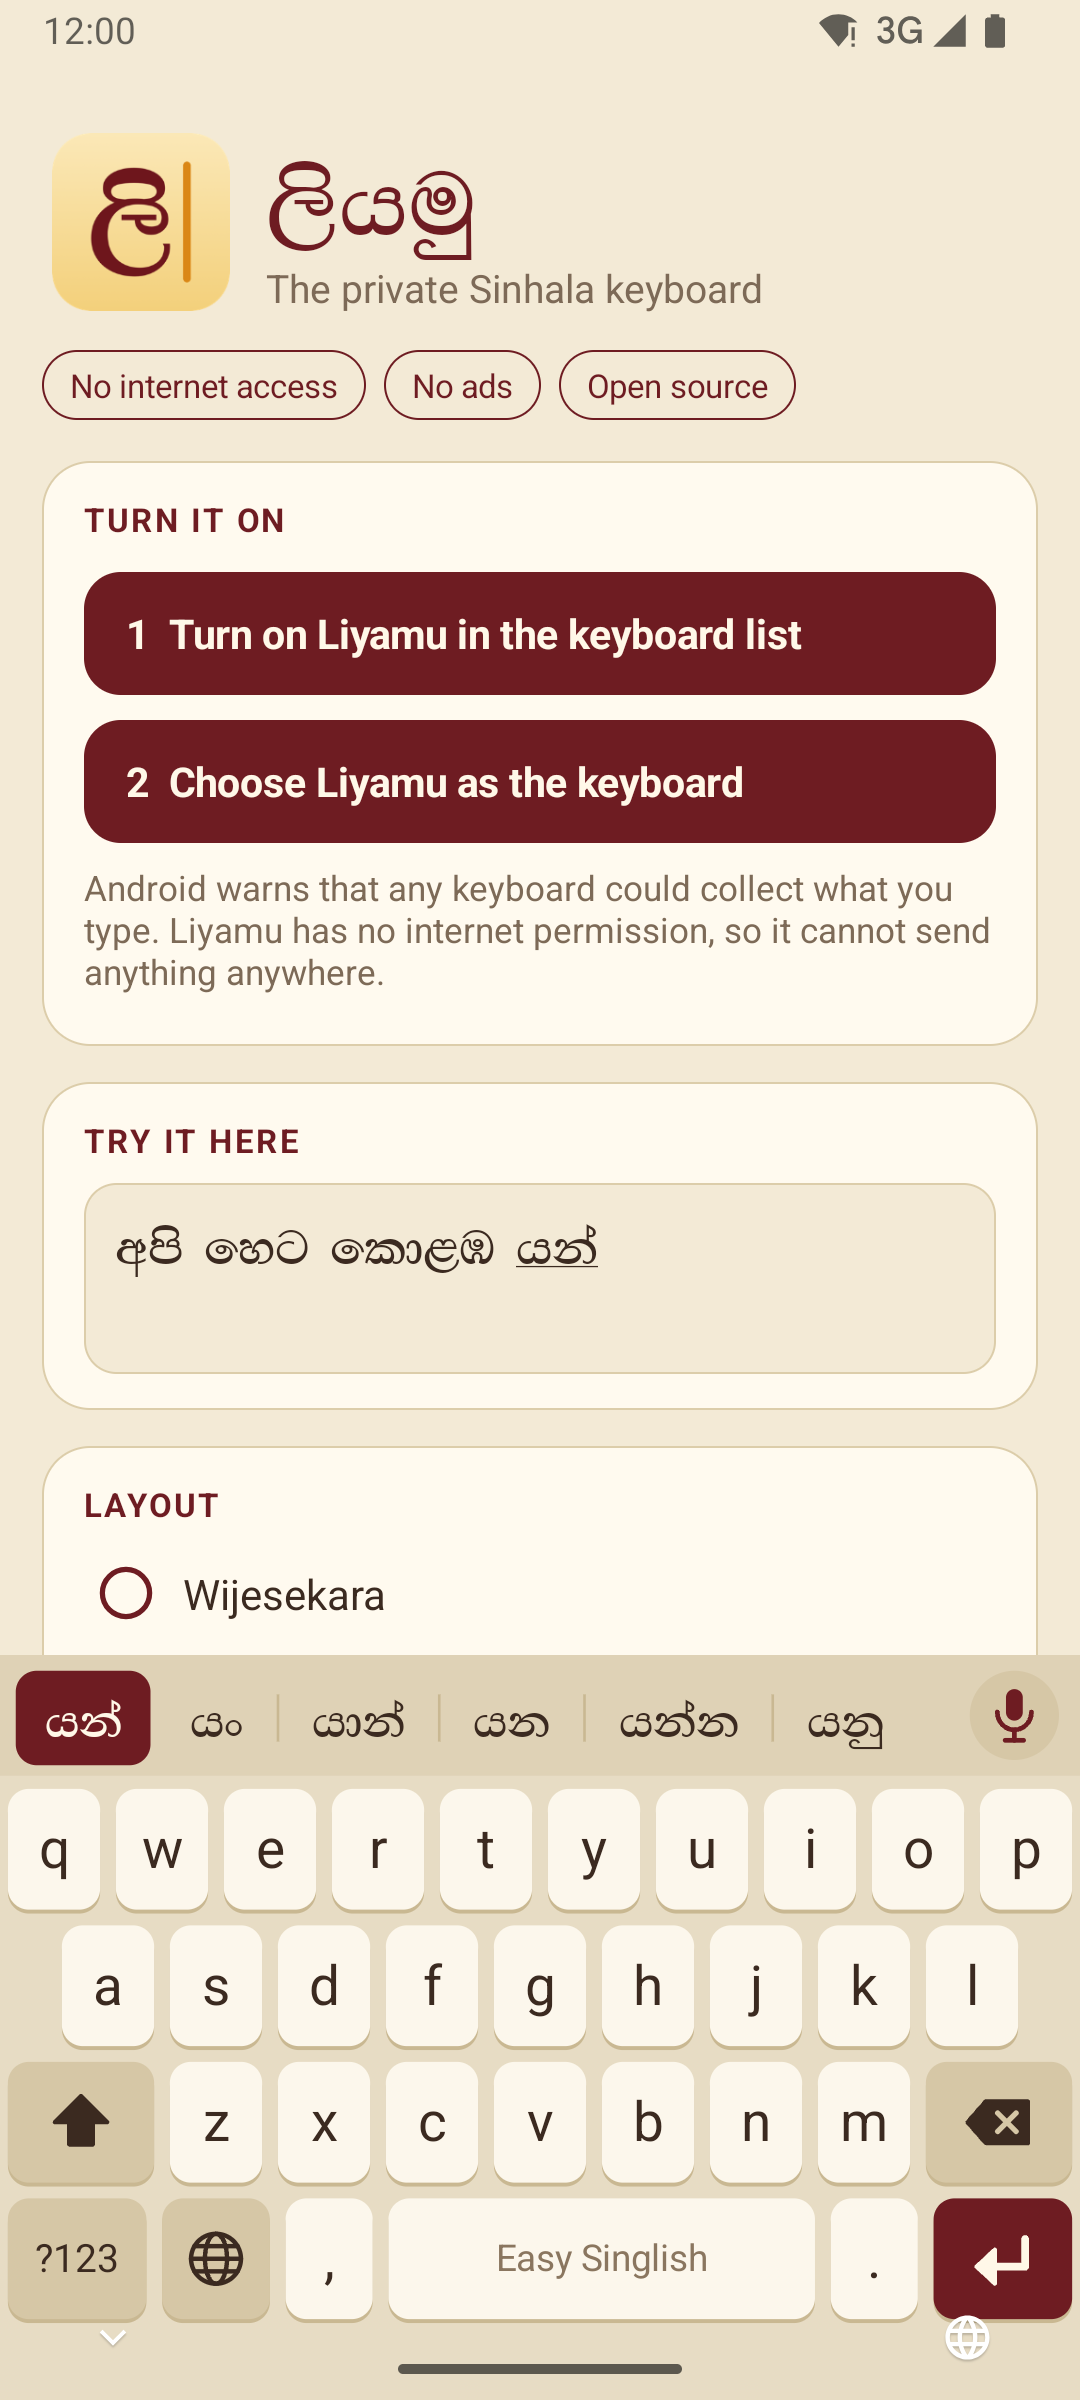 12:00 3G
ලි
ලියමු
The private Sinhala keyboard
No internet access No ads Open source
TURN IT ON
1 Turn on Liyamu in the keyboard list
2 Choose Liyamu as the keyboard
Android warns that any keyboard could collect what you
type. Liyamu has no internet permission, so it cannot send
anything anywhere.
TRY IT HERE
අපි හෙට කොළඹ යන්
LAYOUT
Wijesekara
යන් යං යාන් යන යන්න යනු
q w e r t y u i o p
a s d f g h j k l
z x c v b n m
?123 , Easy Singlish .